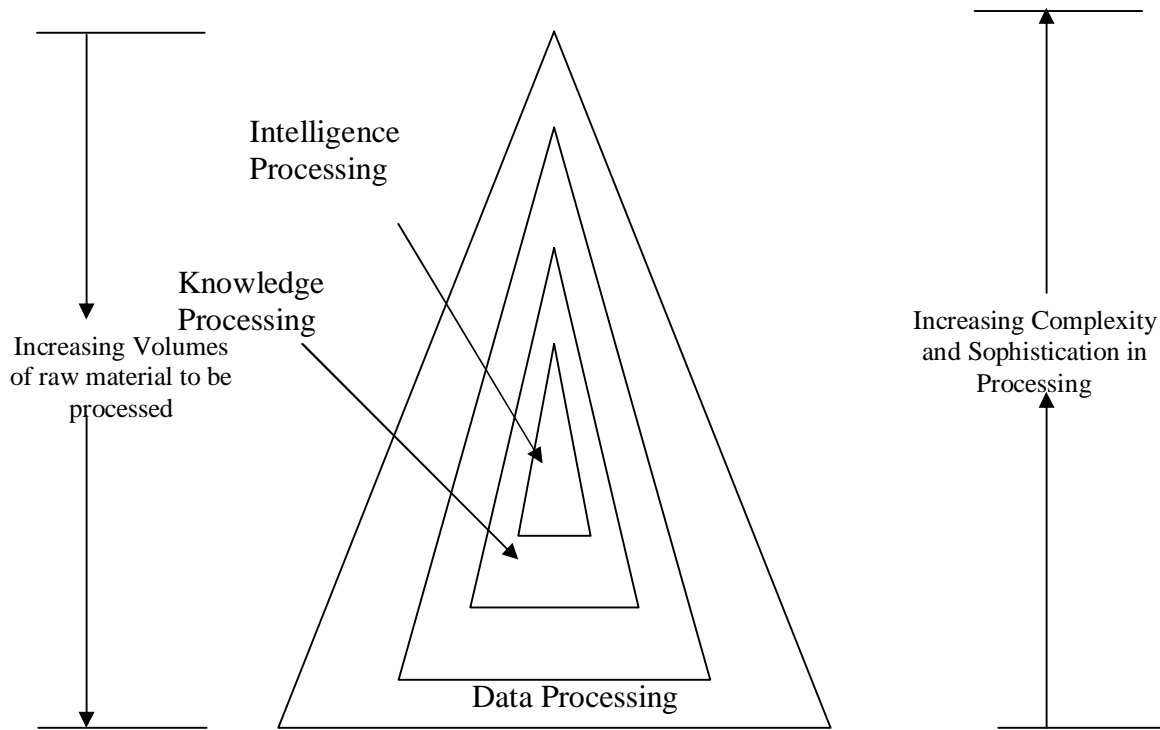 Intelligence
Processing
Knowledge
Processing
Increasing Volumes
of raw material to be
processed
Increasing Complexity
and Sophistication in
Processing
Data Processing